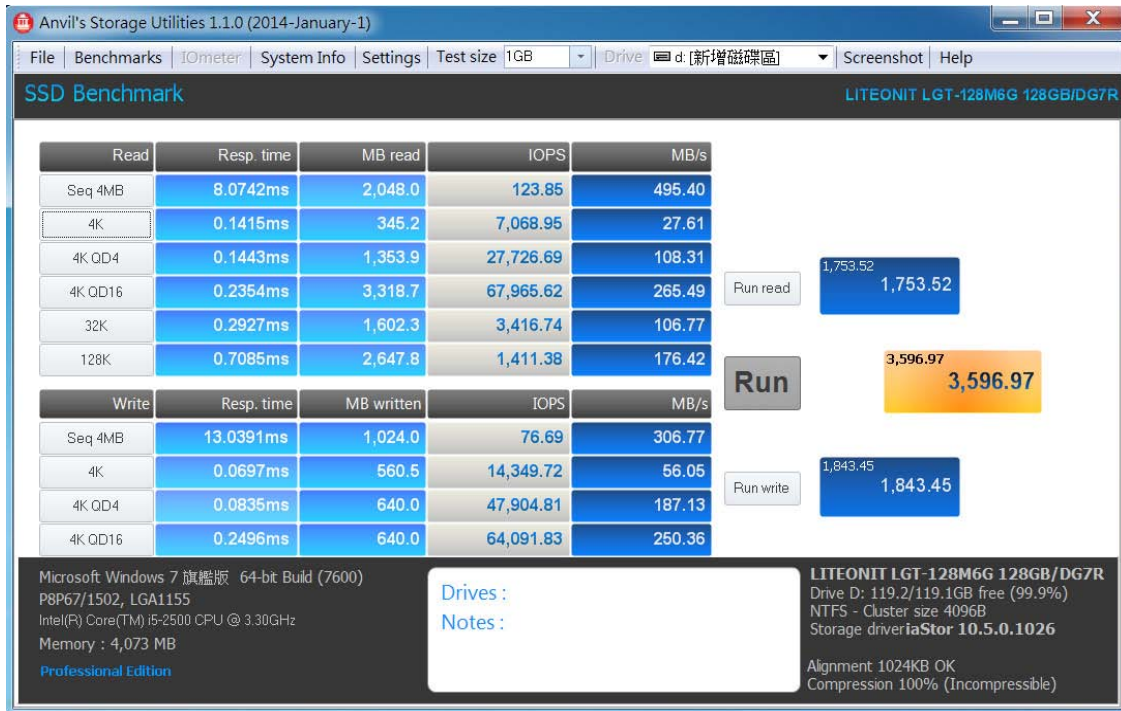 Anvil's Storage Utilities 1.1.0 (2014-January-1)
File Benchmarks IOmeter System Info Settings Test size 1GB Drive d: [新增磁碟區] Screenshot Help
SSD Benchmark LITEONIT LGT-128M6G 128GB/DG7R
Read Resp. time MB read IOPS MB/s
Seq 4MB 8.0742ms 2,048.0 123.85 495.40
4K 0.1415ms 345.2 7,068.95 27.61
4K QD4 0.1443ms 1,353.9 27,726.69 108.31
4K QD16 0.2354ms 3,318.7 67,965.62 265.49
32K 0.2927ms 1,602.3 3,416.74 106.77
128K 0.7085ms 2,647.8 1,411.38 176.42
Run read 1,753.52 1,753.52
Run 3,596.97 3,596.97
Write Resp. time MB written IOPS MB/s
Seq 4MB 13.0391ms 1,024.0 76.69 306.77
4K 0.0697ms 560.5 14,349.72 56.05
4K QD4 0.0835ms 640.0 47,904.81 187.13
4K QD16 0.2496ms 640.0 64,091.83 250.36
Run write 1,843.45 1,843.45
Microsoft Windows 7 旗艦版 64-bit Build (7600)
P8P67/1502, LGA1155
Intel(R) Core(TM) i5-2500 CPU @ 3.30GHz
Memory : 4,073 MB
Professional Edition
Drives :
Notes :
LITEONIT LGT-128M6G 128GB/DG7R
Drive D: 119.2/119.1GB free (99.9%)
NTFS - Cluster size 4096B
Storage driveriaStor 10.5.0.1026
Alignment 1024KB OK
Compression 100% (Incompressible)